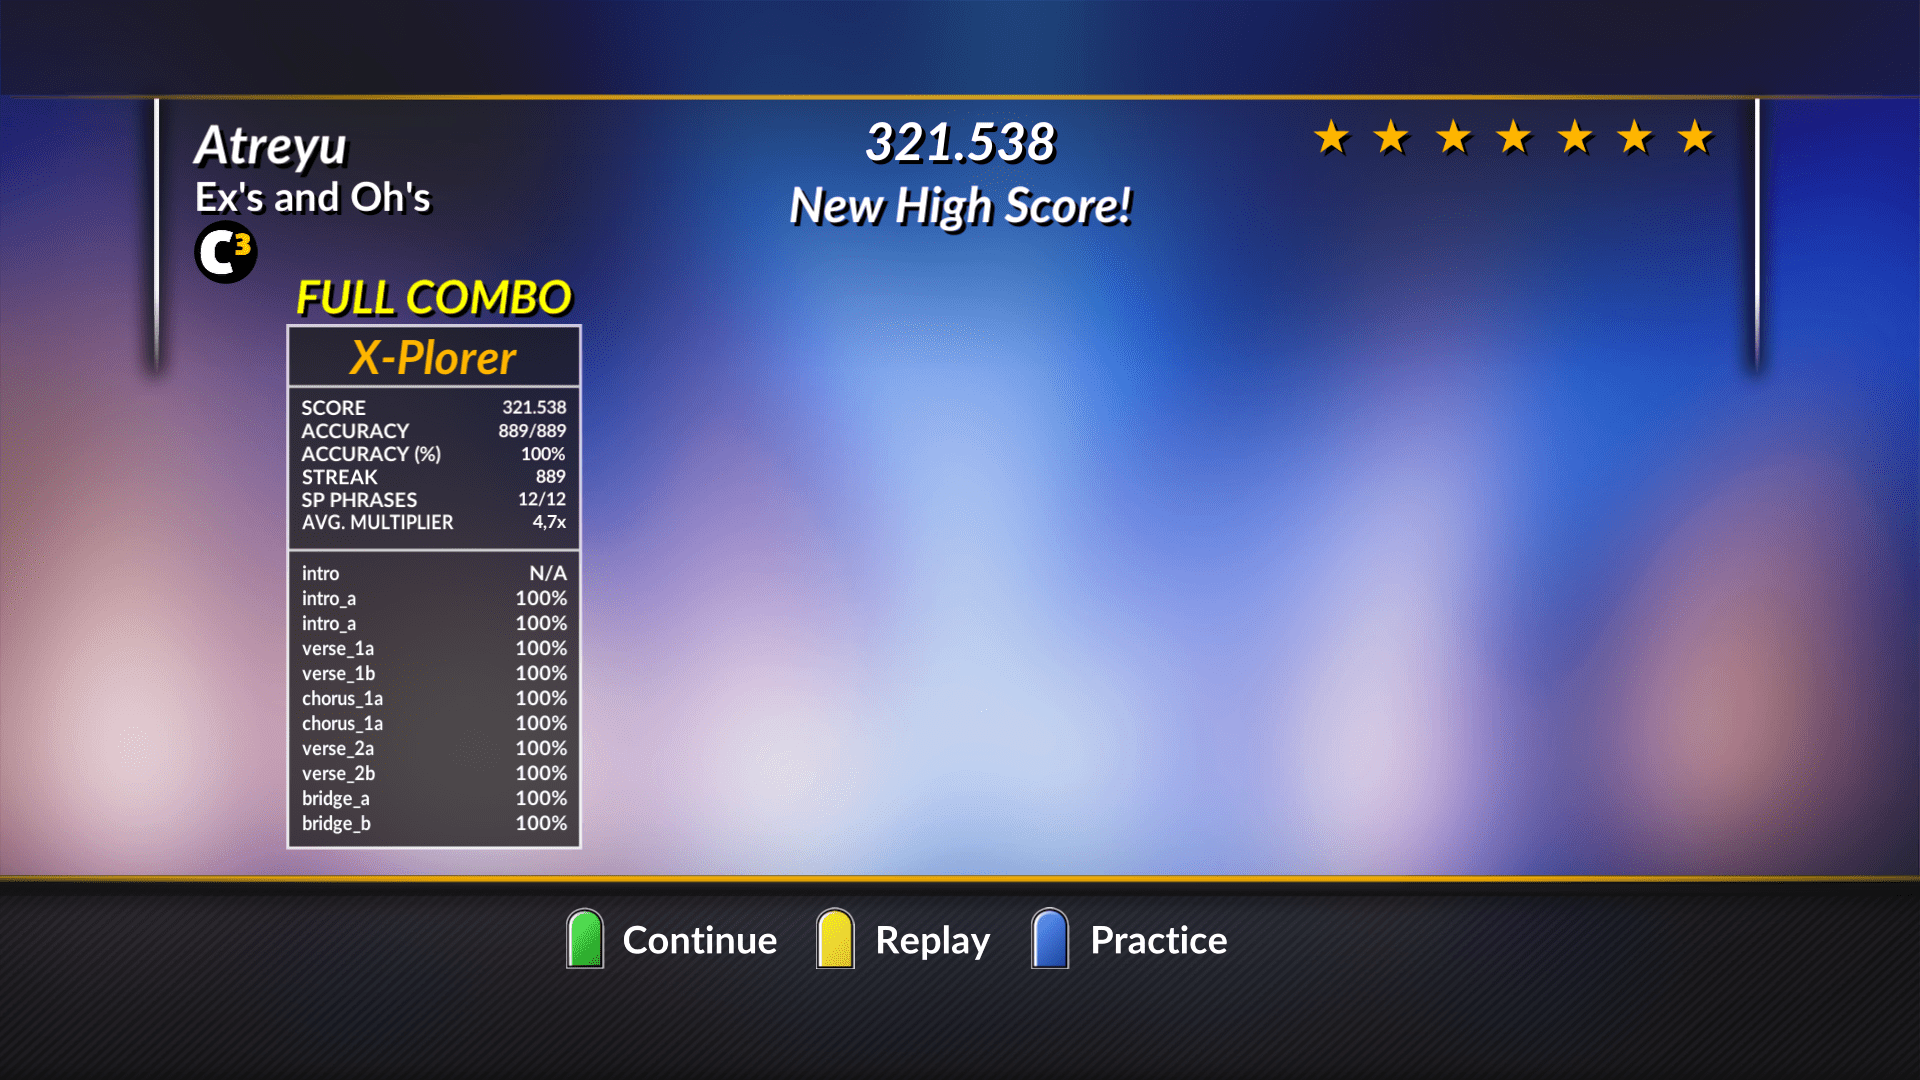 Atreyu
Ex's and Oh's
C3
321.538
New High Score!
FULL COMBO
X-Plorer
SCORE 321.538
ACCURACY 889/889
ACCURACY (%) 100%
STREAK 889
SP PHRASES 12/12
AVG. MULTIPLIER 4,7x
intro N/A
intro_a 100%
intro_a 100%
verse_1a 100%
verse_1b 100%
chorus_1a 100%
chorus_1a 100%
verse_2a 100%
verse_2b 100%
bridge_a 100%
bridge_b 100%
Continue Replay Practice